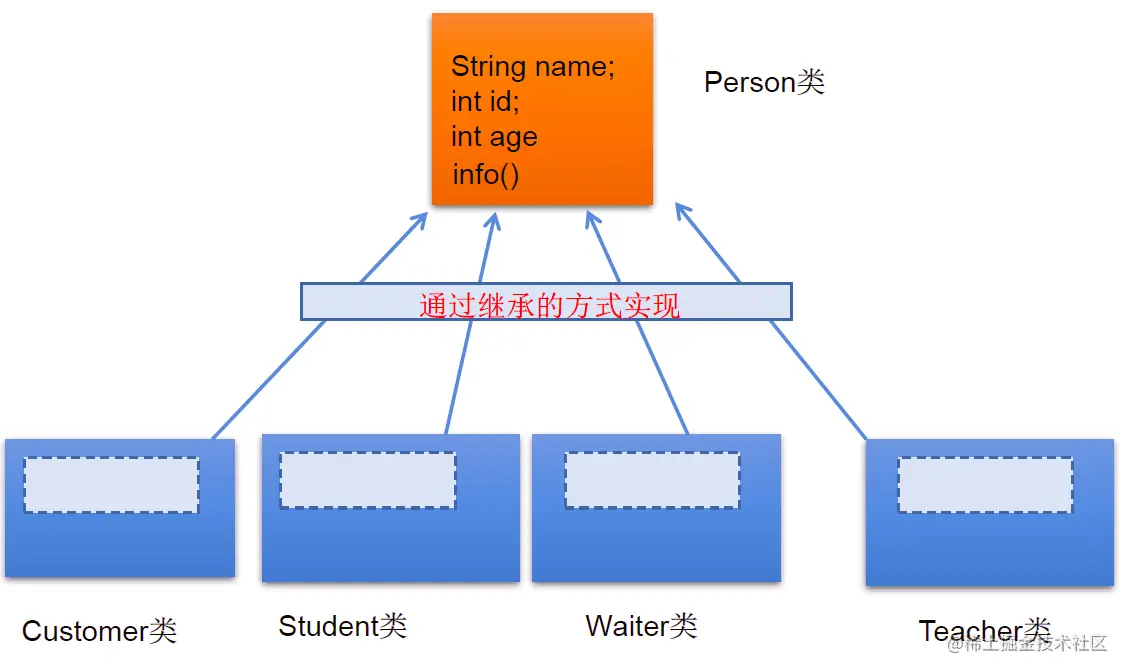 String name;
int id;
int age
info()
Person类
通过继承的方式实现
Customer类
Student类
Waiter类
Teacher类
@稀土掘金技术社区